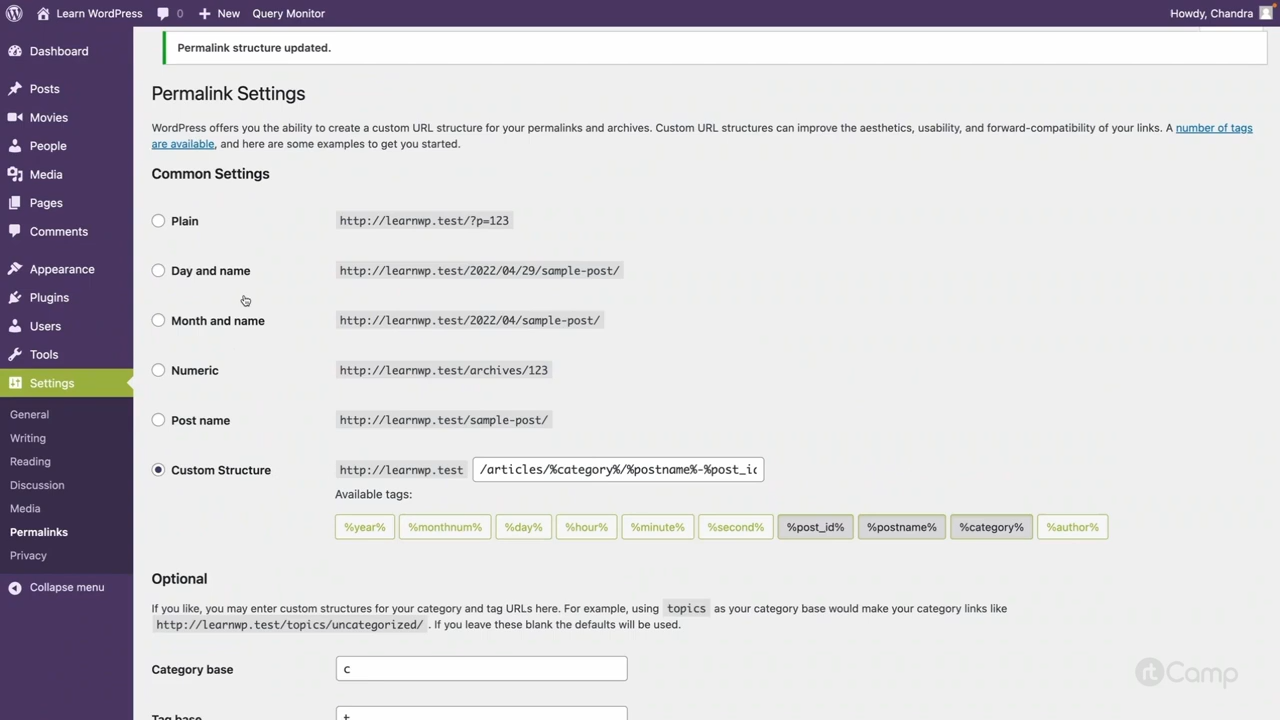 Learn WordPress 0 New Query Monitor Howdy, Chandra
Dashboard
Posts
Movies
People
Media
Pages
Comments
Appearance
Plugins
Users
Tools
Settings
General
Writing
Reading
Discussion
Media
Permalinks
Privacy
Collapse menu
Permalink structure updated.
Permalink Settings
WordPress offers you the ability to create a custom URL structure for your permalinks and archives. Custom URL structures can improve the aesthetics, usability, and forward-compatibility of your links. A number of tags
are available, and here are some examples to get you started.
Common Settings
Plain http://learnwp.test/?p=123
Day and name http://learnwp.test/2022/04/29/sample-post/
Month and name http://learnwp.test/2022/04/sample-post/
Numeric http://learnwp.test/archives/123
Post name http://learnwp.test/sample-post/
Custom Structure http://learnwp.test /articles/%category%/%postname%-%post_id
Available tags:
%year% %monthnum% %day% %hour% %minute% %second% %post_id% %postname% %category% %author%
Optional
If you like, you may enter custom structures for your category and tag URLs here. For example, using topics as your category base would make your category links like
http://learnwp.test/topics/uncategorized/ . If you leave these blank the defaults will be used.
Category base c
Tag base t
rtCamp